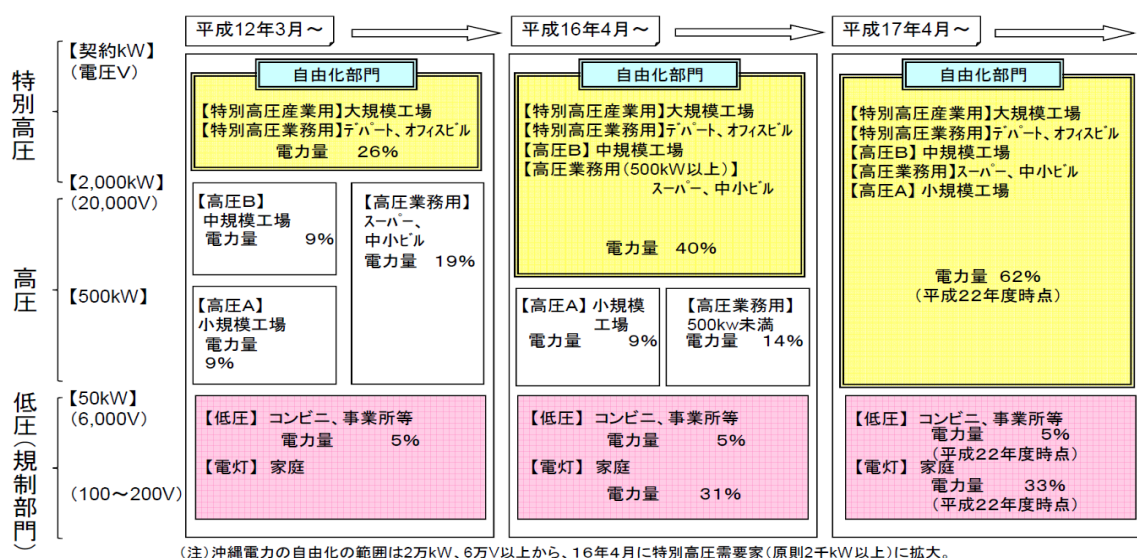 平成12年3月～
平成16年4月～
平成17年4月～
特別高圧
高圧
低圧(規制部門)
【契約kW】
(電圧V)
【2,000kW】
(20,000V)
【500kW】
【50kW】
(6,000V)
(100～200V)
自由化部門
【特別高圧産業用】大規模工場
【特別高圧業務用】デパート、オフィスビル
電力量 26%
【高圧B】
中規模工場
電力量 9%
【高圧業務用】
スーパー、
中小ビル
電力量 19%
【高圧A】
小規模工場
電力量
9%
【低圧】 コンビニ、事業所等
電力量 5%
【電灯】 家庭
自由化部門
【特別高圧産業用】大規模工場
【特別高圧業務用】デパート、オフィスビル
【高圧B】 中規模工場
【高圧業務用(500kW以上)】
スーパー、中小ビル
電力量 40%
【高圧A】 小規模
工場
電力量 9%
【高圧業務用】
500kw未満
電力量 14%
【低圧】 コンビニ、事業所等
電力量 5%
【電灯】 家庭
電力量 31%
自由化部門
【特別高圧産業用】大規模工場
【特別高圧業務用】デパート、オフィスビル
【高圧B】 中規模工場
【高圧業務用】スーパー、中小ビル
【高圧A】 小規模工場
電力量 62%
(平成22年度時点)
【低圧】 コンビニ、事業所等
電力量 5%
(平成22年度時点)
【電灯】 家庭
電力量 33%
(平成22年度時点)
(注)沖縄電力の自由化の範囲は2万kW、6万V以上から、16年4月に特別高圧需要家(原則2千kW以上)に拡大。